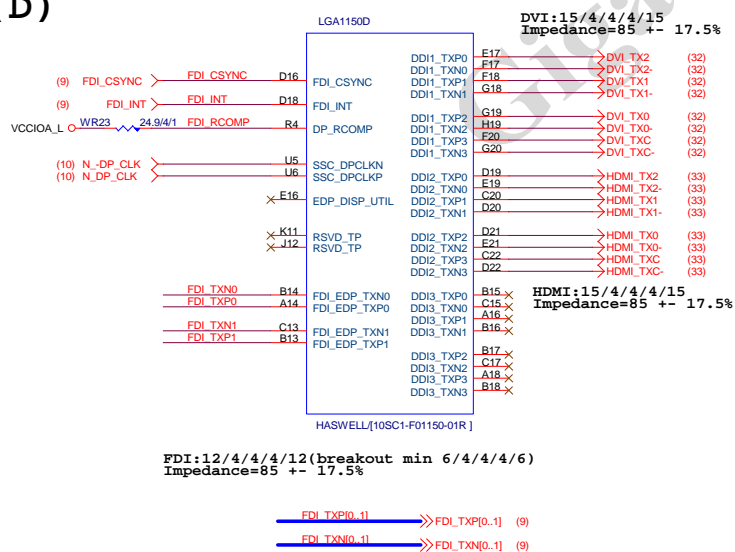 (D)
LGA1150D
DVI:15/4/4/4/15
Impedance=85 +- 17.5%
(9) FDI_CSYNC FDI_CSYNC D16 FDI_CSYNC
(9) FDI_INT FDI_INT D18 FDI_INT
VCCIOA_L WR23 24.9/4/1 FDI_RCOMP R4 DP_RCOMP
(10) N_-DP_CLK U5 SSC_DPCLKN
(10) N_DP_CLK U6 SSC_DPCLKP
E16 EDP_DISP_UTIL
K11 RSVD_TP
J12 RSVD_TP
FDI_TXN0 B14 FDI_EDP_TXN0
FDI_TXP0 A14 FDI_EDP_TXP0
FDI_TXN1 C13 FDI_EDP_TXN1
FDI_TXP1 B13 FDI_EDP_TXP1
DDI1_TXP0 E17 DVI_TX2 (32)
DDI1_TXN0 F17 DVI_TX2- (32)
DDI1_TXP1 F18 DVI_TX1 (32)
DDI1_TXN1 G18 DVI_TX1- (32)
DDI1_TXP2 G19 DVI_TX0 (32)
DDI1_TXN2 H19 DVI_TX0- (32)
DDI1_TXP3 F20 DVI_TXC (32)
DDI1_TXN3 G20 DVI_TXC- (32)
DDI2_TXP0 D19 HDMI_TX2 (33)
DDI2_TXN0 E19 HDMI_TX2- (33)
DDI2_TXP1 C20 HDMI_TX1 (33)
DDI2_TXN1 D20 HDMI_TX1- (33)
DDI2_TXP2 D21 HDMI_TX0 (33)
DDI2_TXN2 E21 HDMI_TX0- (33)
DDI2_TXP3 C22 HDMI_TXC (33)
DDI2_TXN3 D22 HDMI_TXC- (33)
DDI3_TXP0 B15
DDI3_TXN0 C15
DDI3_TXP1 A16
DDI3_TXN1 B16
DDI3_TXP2 B17
DDI3_TXN2 C17
DDI3_TXP3 A18
DDI3_TXN3 B18
HDMI:15/4/4/4/15
Impedance=85 +- 17.5%
HASWELL/[10SC1-F01150-01R ]
FDI:12/4/4/4/12(breakout min 6/4/4/4/6)
Impedance=85 +- 17.5%
FDI_TXP[0..1] FDI_TXP[0..1] (9)
FDI_TXN[0..1] FDI_TXN[0..1] (9)